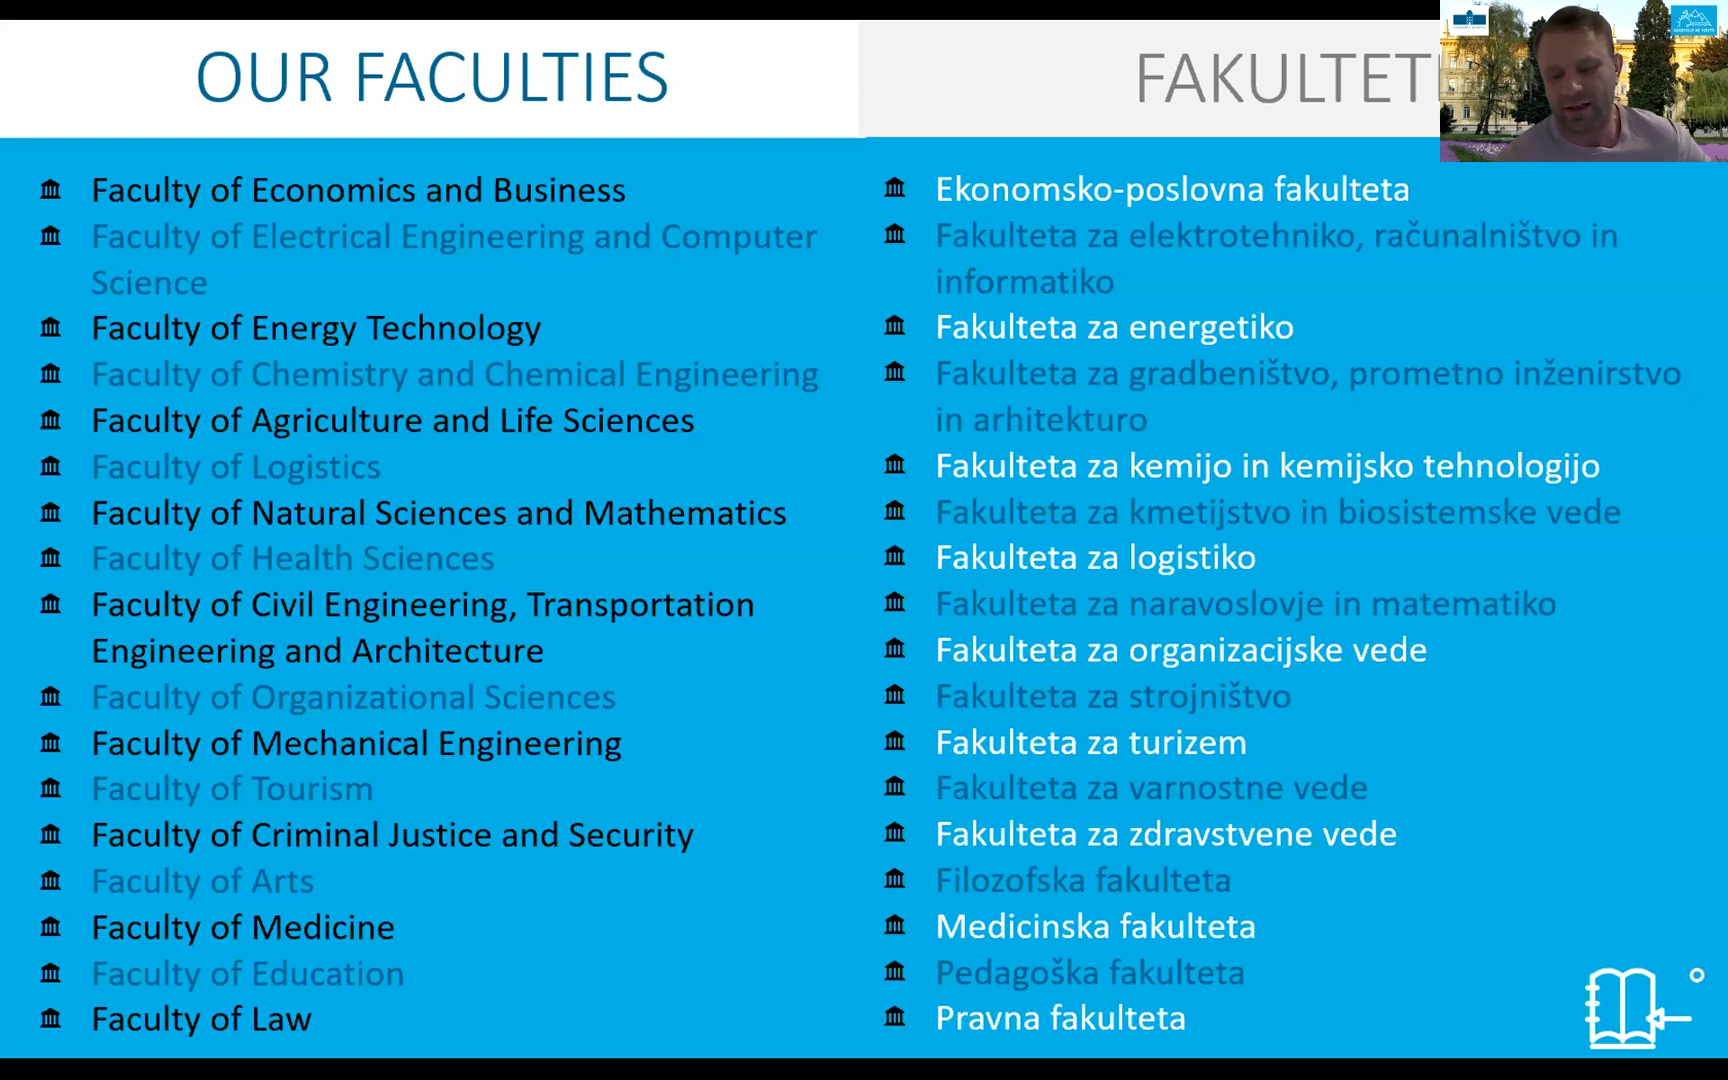 OUR FACULTIES
Faculty of Economics and Business
Faculty of Electrical Engineering and Computer
Science
Faculty of Energy Technology
Faculty of Chemistry and Chemical Engineering
Faculty of Agriculture and Life Sciences
Faculty of Logistics
Faculty of Natural Sciences and Mathematics
Faculty of Health Sciences
Faculty of Civil Engineering, Transportation
Engineering and Architecture
Faculty of Organizational Sciences
Faculty of Mechanical Engineering
Faculty of Tourism
Faculty of Criminal Justice and Security
Faculty of Arts
Faculty of Medicine
Faculty of Education
Faculty of Law
FAKULTET
Ekonomsko-poslovna fakulteta
Fakulteta za elektrotehniko, računalništvo in
informatiko
Fakulteta za energetiko
Fakulteta za gradbeništvo, prometno inženirstvo
in arhitekturo
Fakulteta za kemijo in kemijsko tehnologijo
Fakulteta za kmetijstvo in biosistemske vede
Fakulteta za logistiko
Fakulteta za naravoslovje in matematiko
Fakulteta za organizacijske vede
Fakulteta za strojništvo
Fakulteta za turizem
Fakulteta za varnostne vede
Fakulteta za zdravstvene vede
Filozofska fakulteta
Medicinska fakulteta
Pedagoška fakulteta
Pravna fakulteta